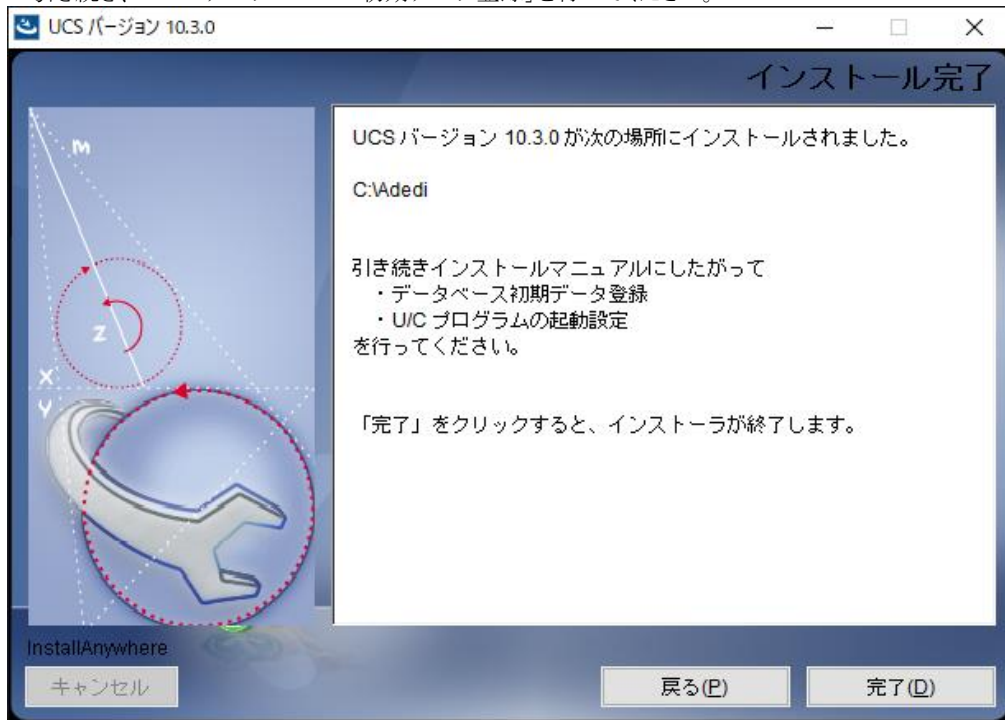 UCS バージョン 10.3.0
インストール完了
m
Z
X
Y
UCS バージョン 10.3.0 が次の場所にインストールされました。
C:\Adedi
引き続きインストールマニュアルにしたがって
・データベース初期データ登録
・U/C プログラムの起動設定
を行ってください。
「完了」をクリックすると、インストーラが終了します。
InstallAnywhere
キャンセル
戻る(P)
完了(D)